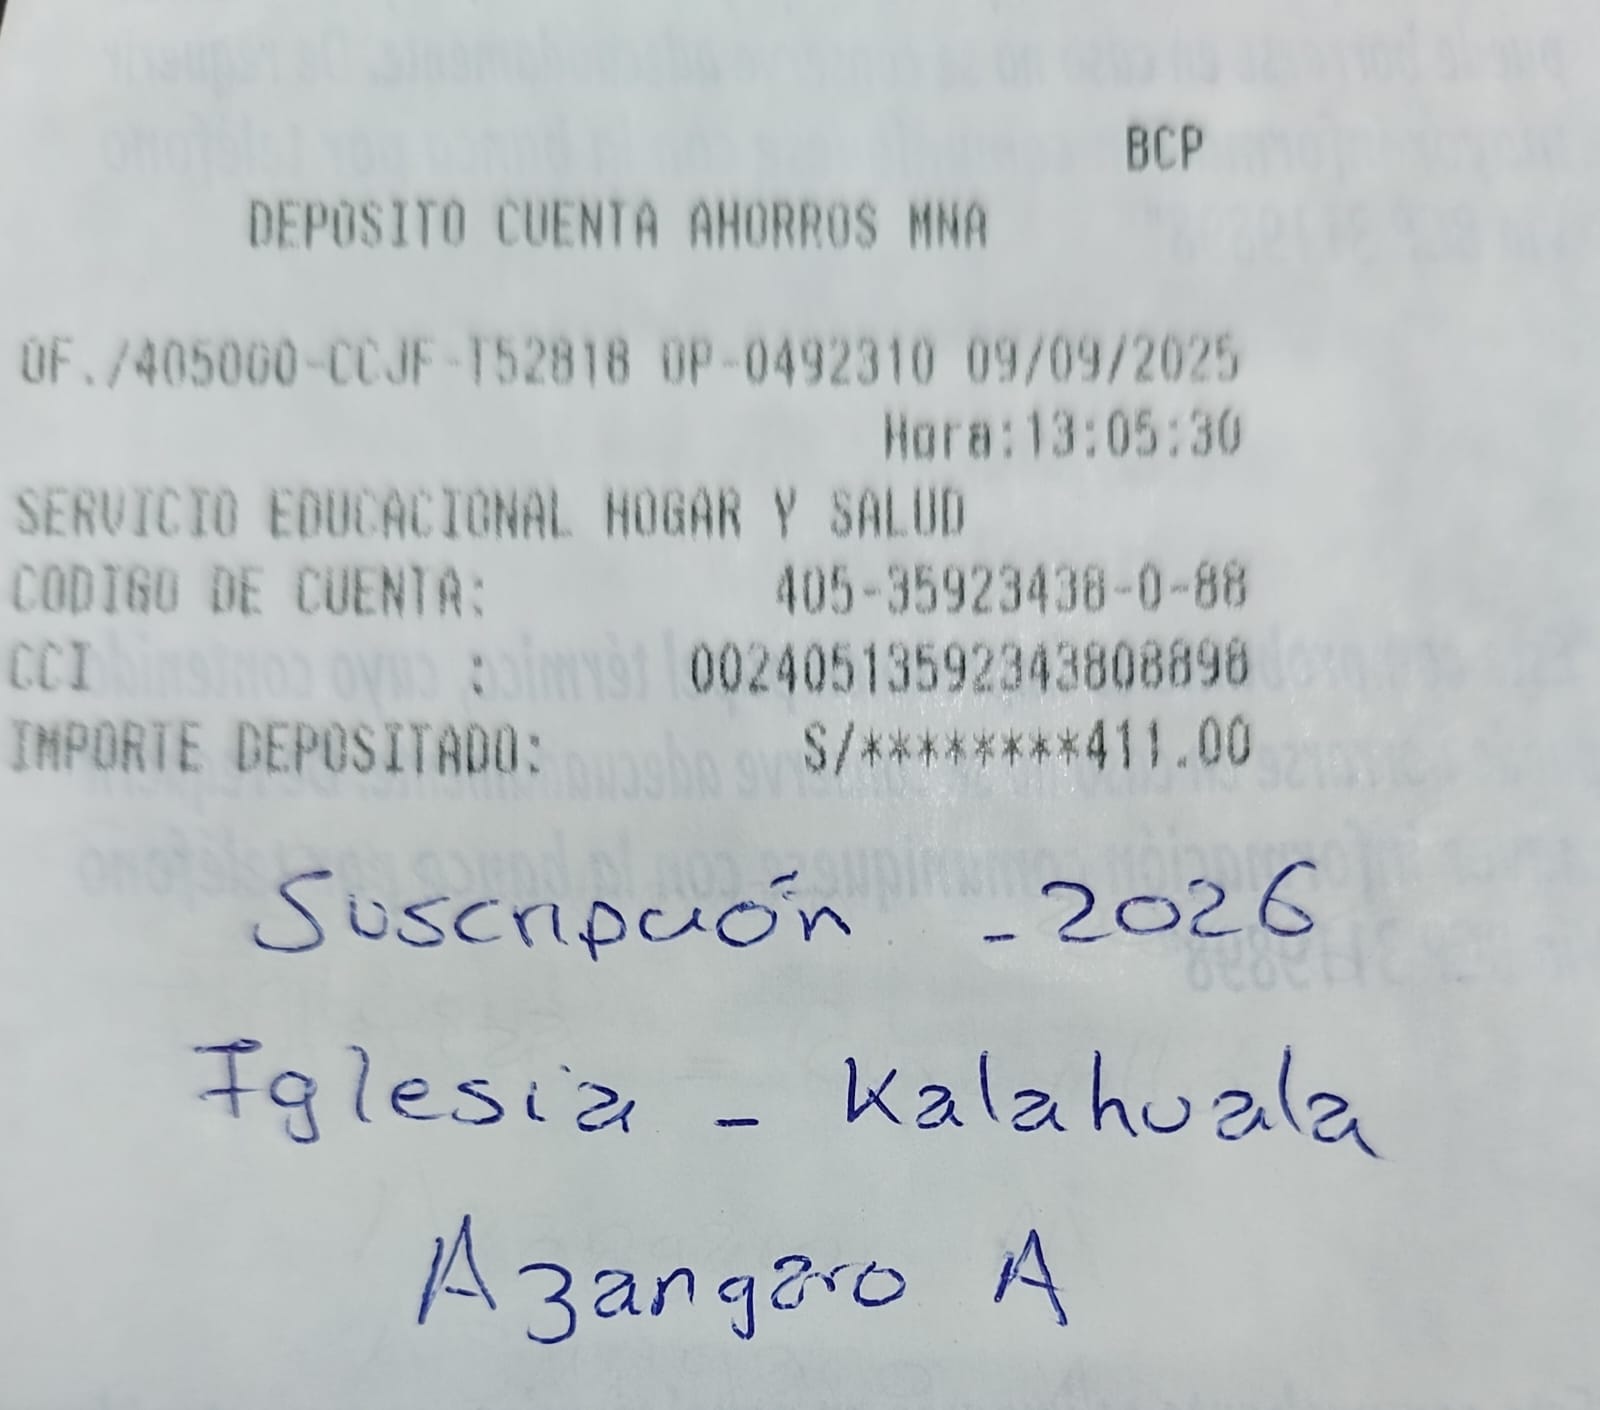 BCP
DEPOSITO CUENTA AHORROS MNA
OF./405000-CCJF-T52818 OP-0492310 09/09/2025
Hora:13:05:30
SERVICIO EDUCACIONAL HOGAR Y SALUD
CODIGO DE CUENTA: 405-35923438-0-88
CCI : 00240513592343808898
IMPORTE DEPOSITADO: S/********411.00
Suscripción - 2026
Iglesia - Kalahuala
Azangaro A